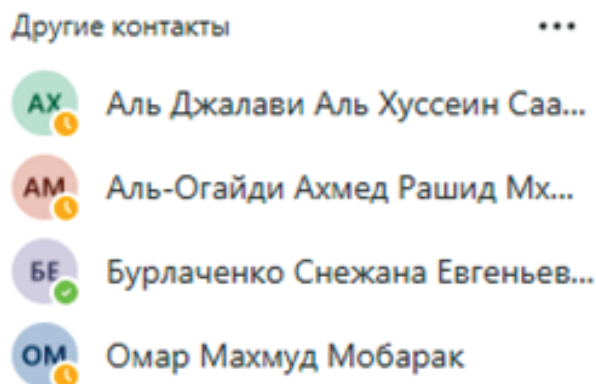 Другие контакты ...
АХ Аль Джалави Аль Хуссеин Саа...
АМ Аль-Огайди Ахмед Рашид Мх...
БЕ Бурлаченко Снежана Евгеньев...
ОМ Омар Махмуд Мобарак